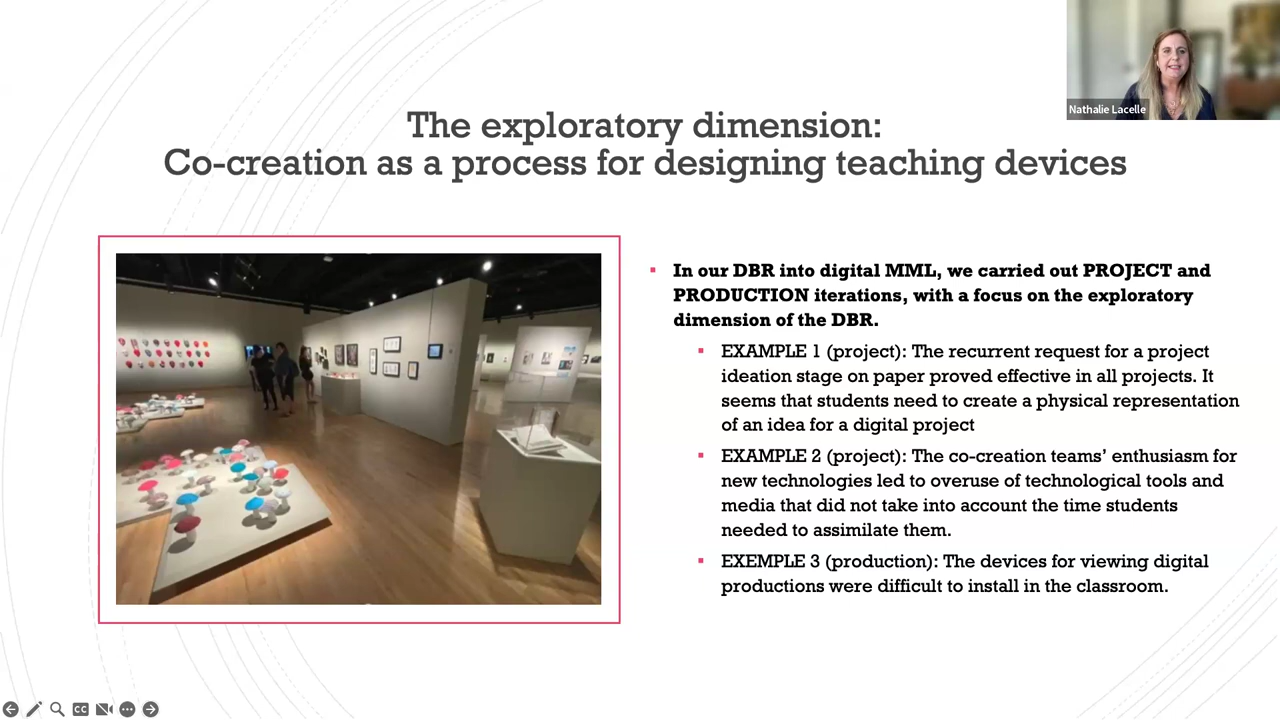 Nathalie Lacelle
The exploratory dimension:
Co-creation as a process for designing teaching devices
In our DBR into digital MML, we carried out PROJECT and
PRODUCTION iterations, with a focus on the exploratory
dimension of the DBR.
EXAMPLE 1 (project): The recurrent request for a project
ideation stage on paper proved effective in all projects. It
seems that students need to create a physical representation
of an idea for a digital project
EXAMPLE 2 (project): The co-creation teams’ enthusiasm for
new technologies led to overuse of technological tools and
media that did not take into account the time students
needed to assimilate them.
EXEMPLE 3 (production): The devices for viewing digital
productions were difficult to install in the classroom.
CC